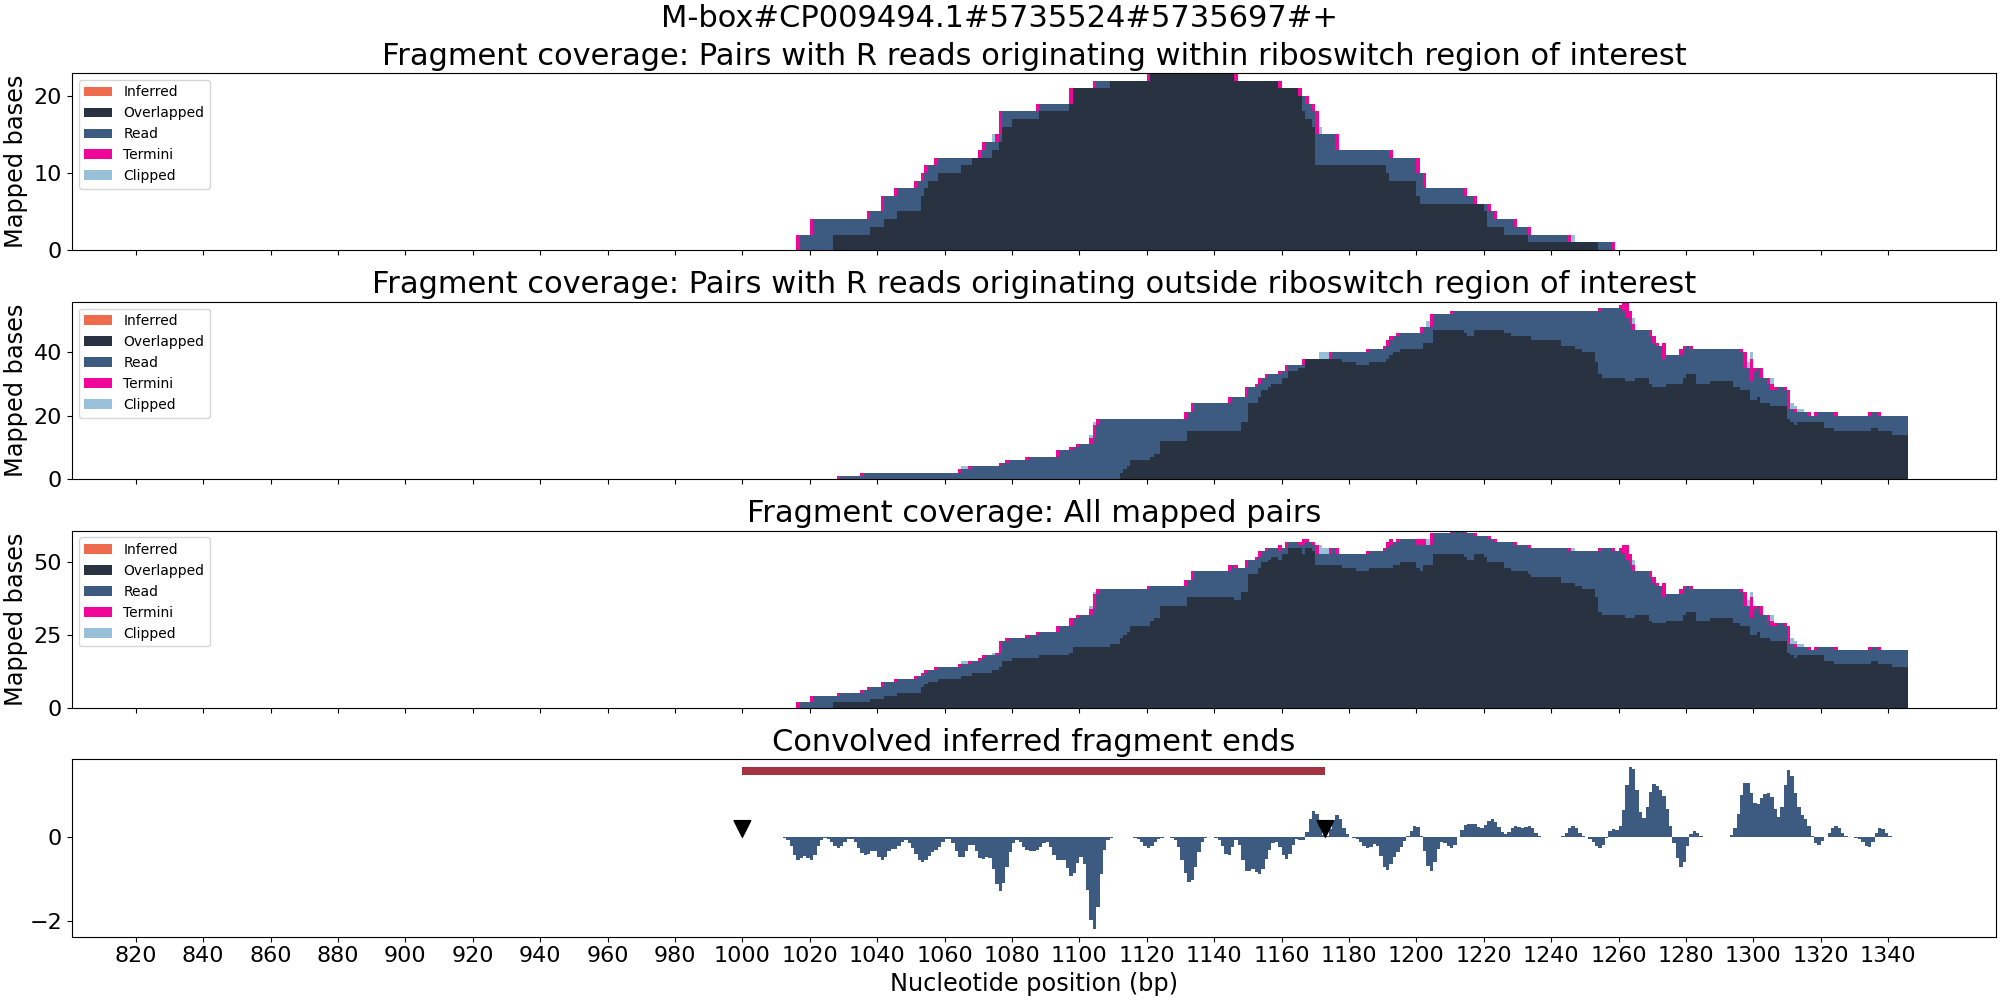 M-box#CP009494.1#5735524#5735697#+
Fragment coverage: Pairs with R reads originating within riboswitch region of interest
Mapped bases
20
10
0
Inferred
Overlapped
Read
Termini
Clipped
Fragment coverage: Pairs with R reads originating outside riboswitch region of interest
Mapped bases
40
20
0
Inferred
Overlapped
Read
Termini
Clipped
Fragment coverage: All mapped pairs
Mapped bases
50
25
0
Inferred
Overlapped
Read
Termini
Clipped
Convolved inferred fragment ends
0
−2
820 840 860 880 900 920 940 960 980 1000 1020 1040 1060 1080 1100 1120 1140 1160 1180 1200 1220 1240 1260 1280 1300 1320 1340
Nucleotide position (bp)